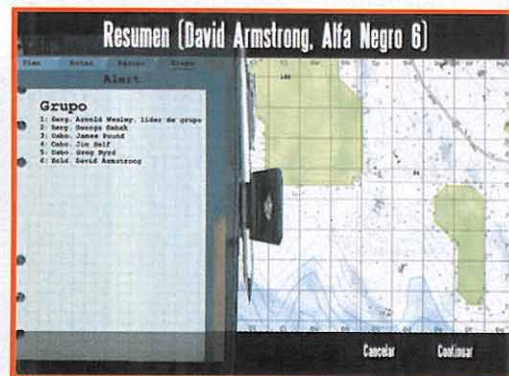 Resumen (David Armstrong, Alfa Negro 6)
Plan Notas Grupo
Alert
Grupo
1: Sarg. Arnold Wesley, líder de grupo
2: Sarg. George
3: Cabo. James Pound
4: Cabo. Jim Half
5: Cabo. Greg Byrd
6: Sold. David Armstrong
Cancelar Continuar